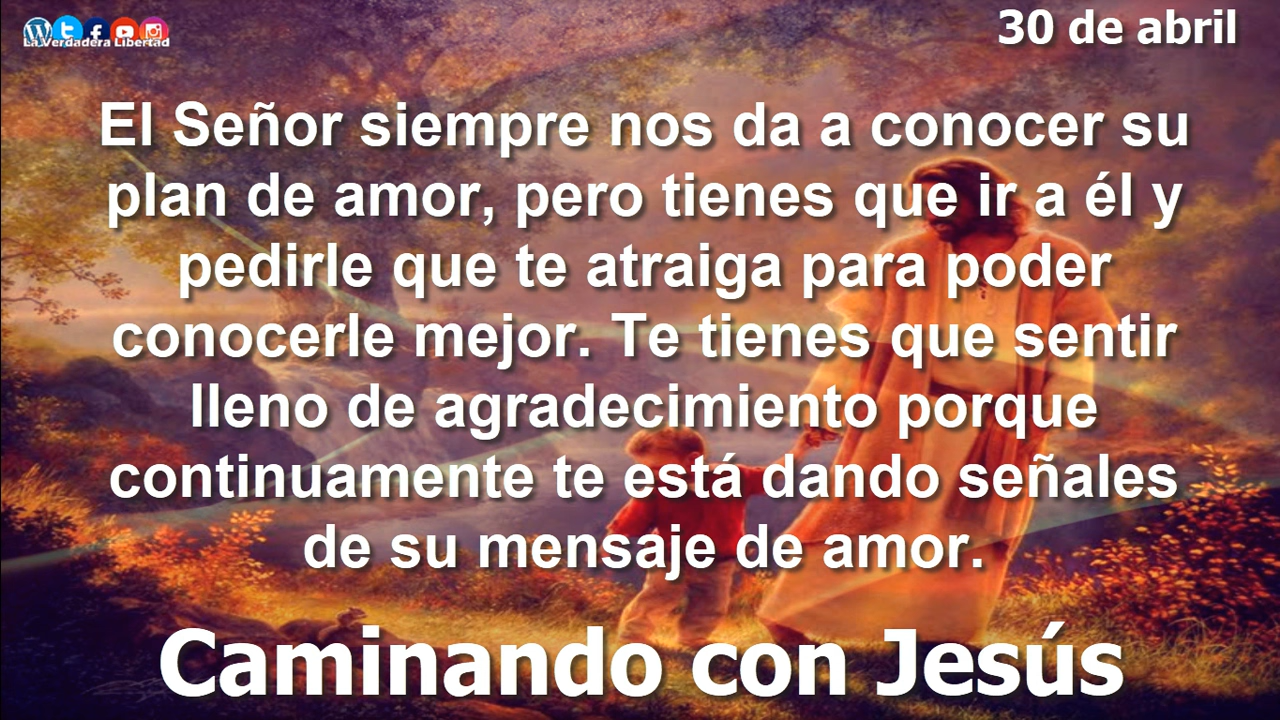 La Verdadera Libertad
30 de abril
El Señor siempre nos da a conocer su
plan de amor, pero tienes que ir a él y
pedirle que te atraiga para poder
conocerle mejor. Te tienes que sentir
lleno de agradecimiento porque
continuamente te está dando señales
de su mensaje de amor.
Caminando con Jesús